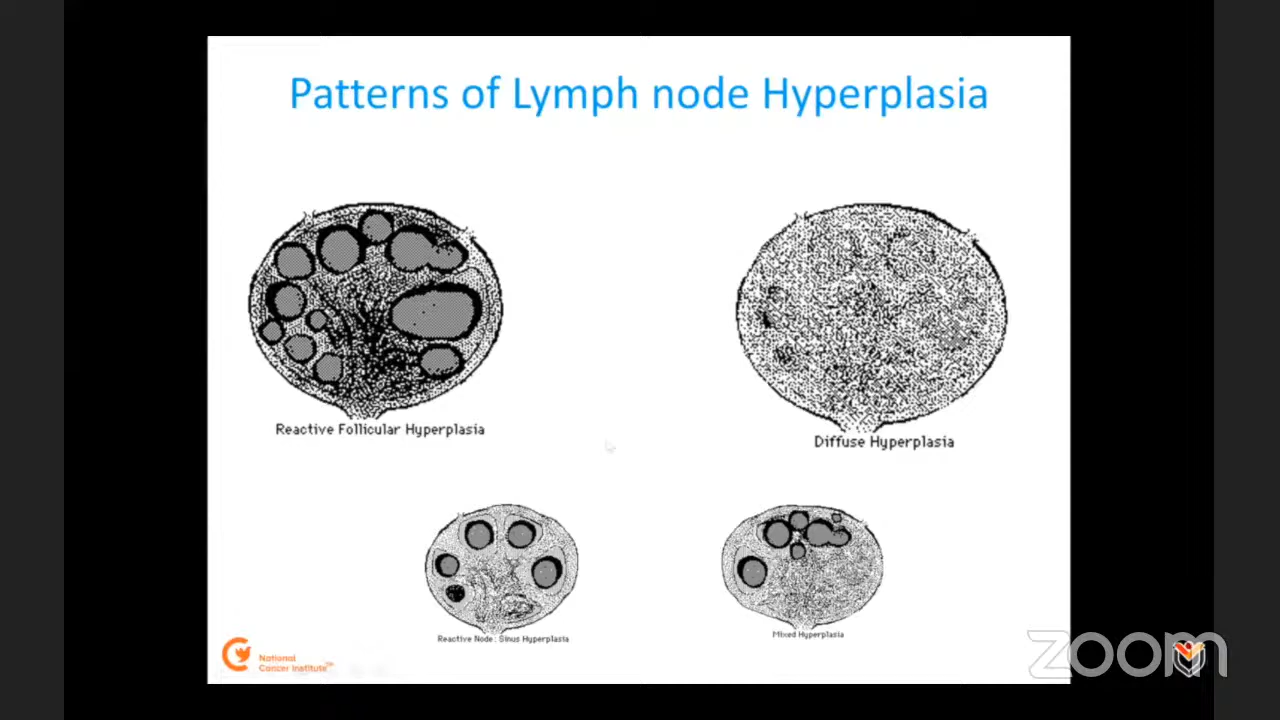 Patterns of Lymph node Hyperplasia
Reactive Follicular Hyperplasia
Diffuse Hyperplasia
Reactive Node : Sinus Hyperplasia
Mixed Hyperplasia
National
Cancer Institute™
zoom